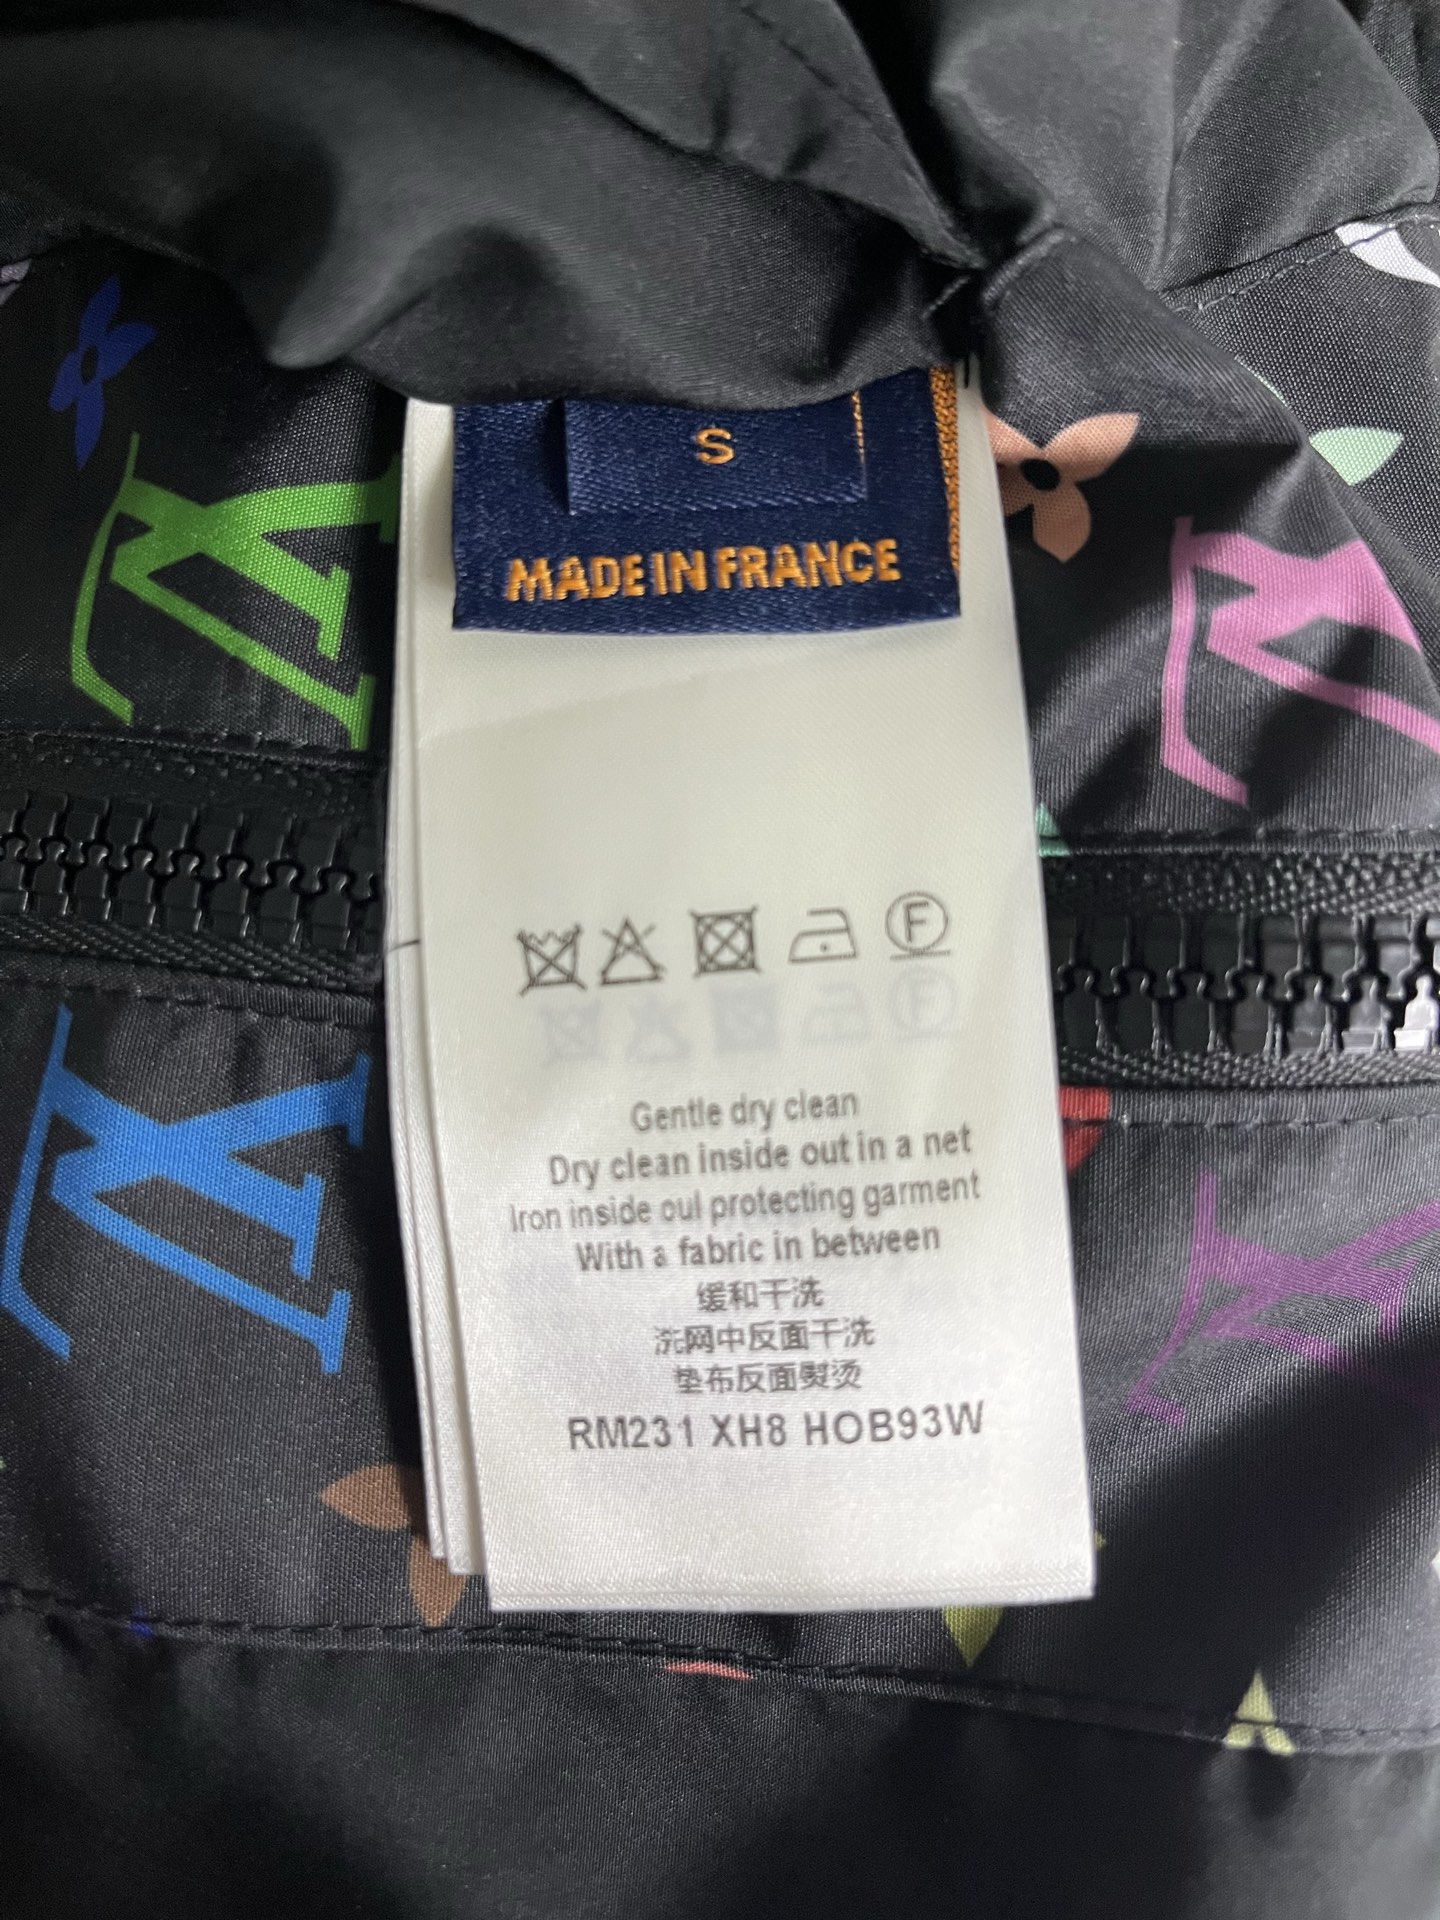 S
MADE IN FRANCE
F
Gentle dry clean
Dry clean inside out in a net
Iron inside oul protecting garment
With a fabric in between
缓和干洗
洗网中反面干洗
垫布反面熨烫
RM231 XH8 HOB93W